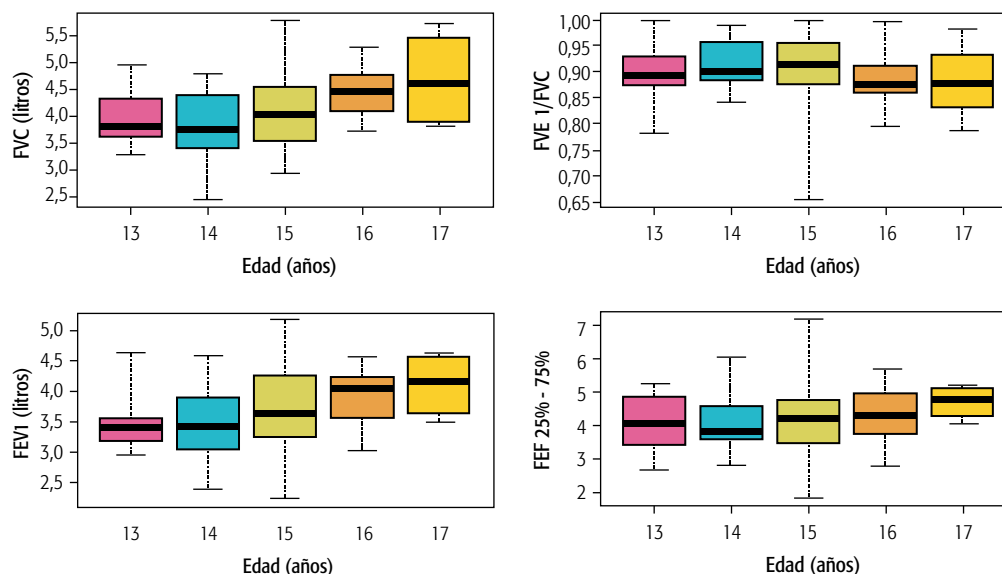 FVC (litros)
5,5
5,0
4,5
4,0
3,5
3,0
2,5
13 14 15 16 17
Edad (años)
FVE 1/FVC
1,00
0,95
0,90
0,85
0,80
0,75
0,70
0,65
13 14 15 16 17
Edad (años)
FEV1 (litros)
5,0
4,5
4,0
3,5
3,0
2,5
13 14 15 16 17
Edad (años)
FEF 25% - 75%
7
6
5
4
3
2
13 14 15 16 17
Edad (años)